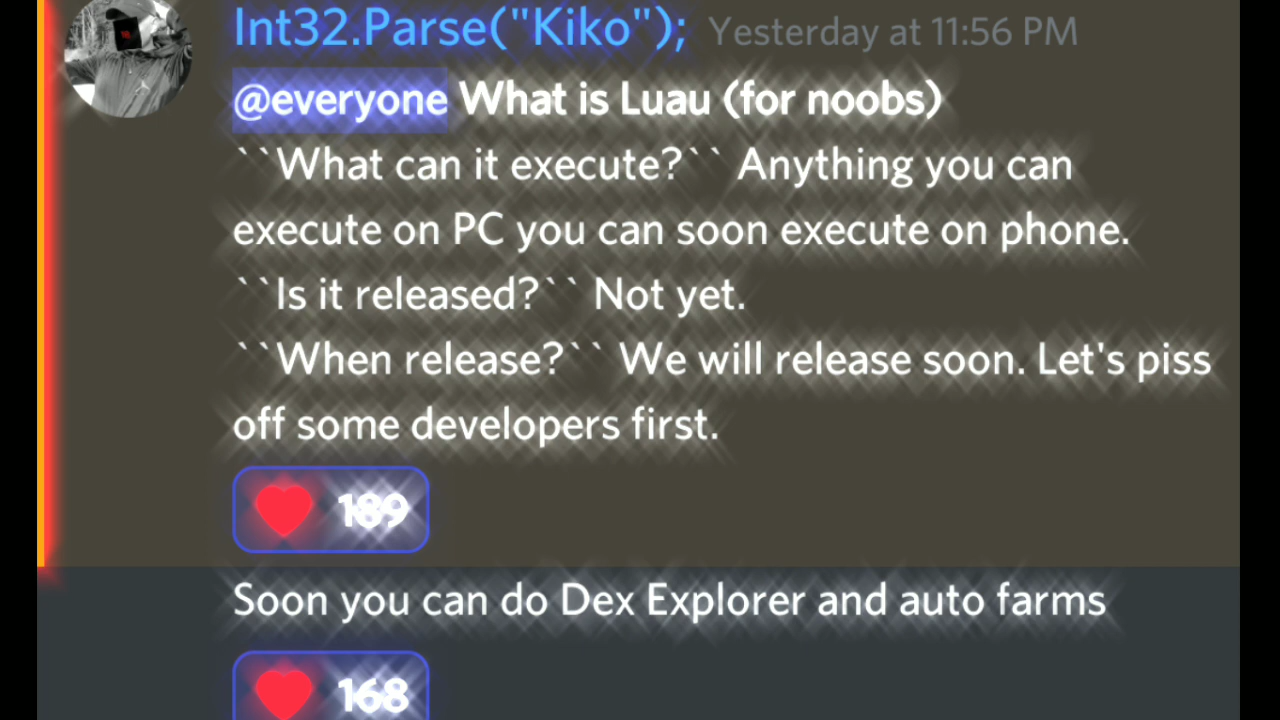 Int32.Parse("Kiko"); Yesterday at 11:56 PM
@everyone What is Luau (for noobs)
``What can it execute?`` Anything you can
execute on PC you can soon execute on phone.
``Is it released?`` Not yet.
``When release?`` We will release soon. Let's piss
off some developers first.
189
Soon you can do Dex Explorer and auto farms
168